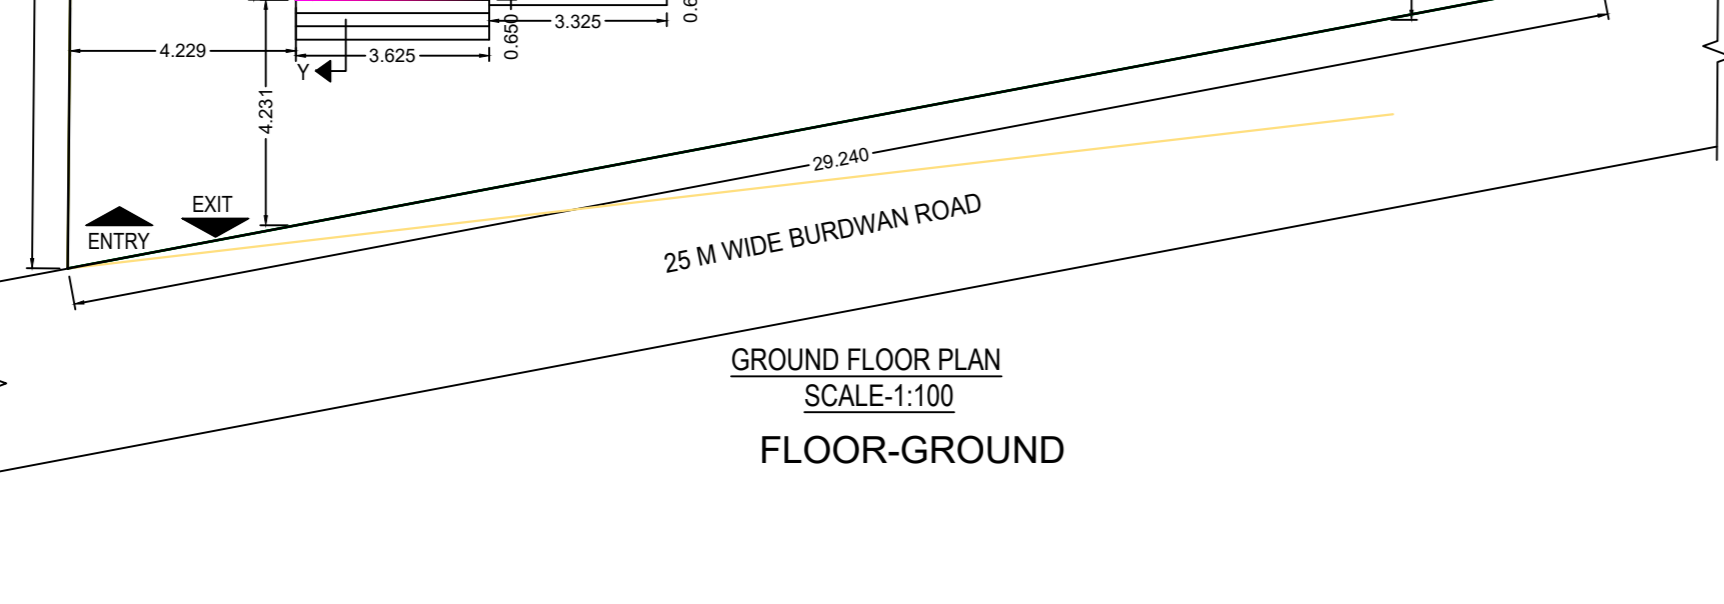 3.325
0.650
4.229
3.625
Y
4.231
29.240
EXIT
ENTRY
25 M WIDE BURDWAN ROAD
GROUND FLOOR PLAN
SCALE-1:100
FLOOR-GROUND